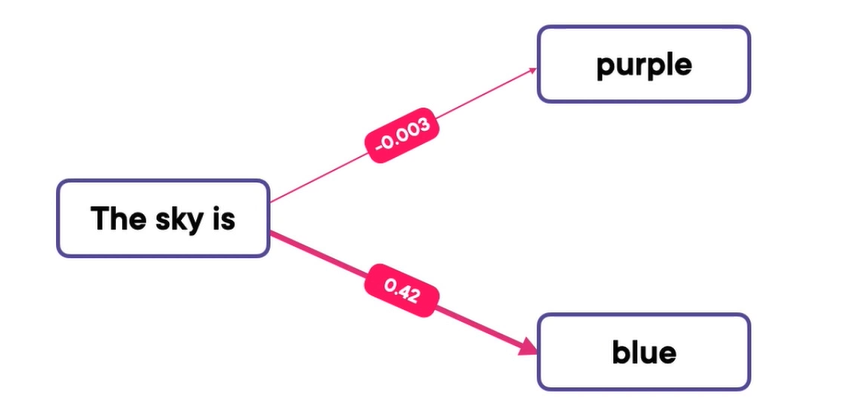 purple
-0.003
The sky is
0.42
blue